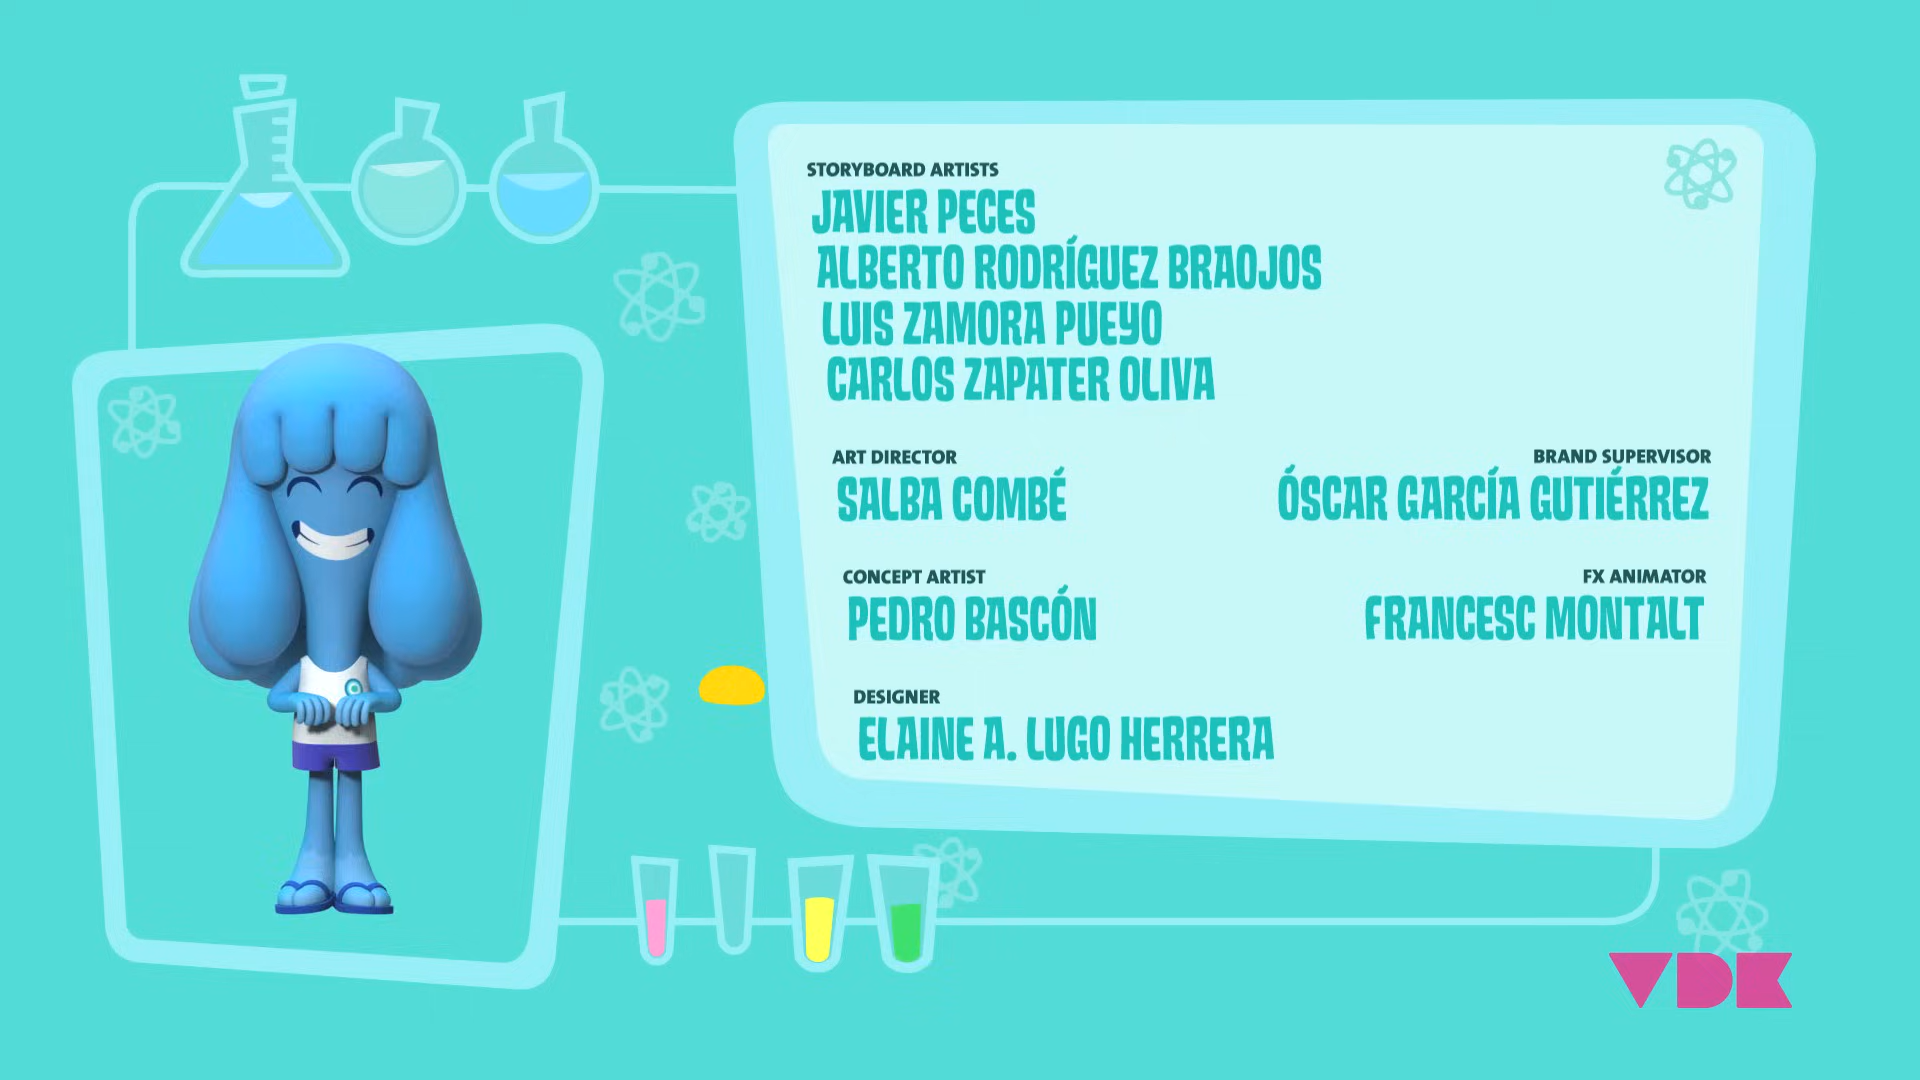 STORYBOARD ARTISTS
JAVIER PECES
ALBERTO RODRÍGUEZ BRAOJOS
LUIS ZAMORA PUEYO
CARLOS ZAPATER OLIVA
ART DIRECTOR
SALBA COMBÉ
BRAND SUPERVISOR
ÓSCAR GARCÍA GUTIÉRREZ
CONCEPT ARTIST
PEDRO BASCÓN
FX ANIMATOR
FRANCESC MONTALT
DESIGNER
ELAINE A. LUGO HERRERA
VDK